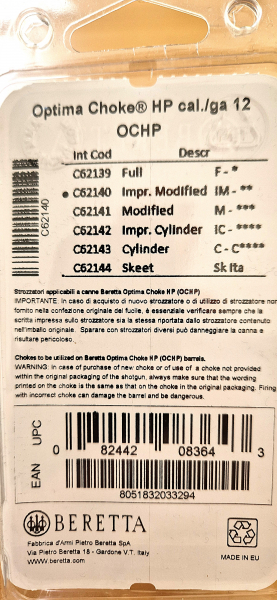 Optima Choke® HP cal./ga 12
OCHP
Int Cod Descr
C62139 Full F - *
• C62140 Impr. Modified IM - **
C62141 Modified M - ***
C62142 Impr. Cylinder IC - ****
C62143 Cylinder C - C****
C62144 Skeet Sk Ita
C62140
Strozzatori applicabili a canne Beretta Optima Choke HP (OCHP)
IMPORTANTE: In caso di acquisto di nuovo strozzatore o di utilizzo di strozzatore non
fornito nella confezione originale del fucile, è essenziale verificare sempre che la
scritta impressa sullo strozzatore sia la stessa riportata dallo strozzatore contenuto
nell'imballo originale. Sparare con strozzatori diversi può danneggiare la canna e
risultare pericoloso.
Chokes to be utilized on Beretta Optima Choke HP (OCHP) barrels.
WARNING: In case of purchase of new choke or of use of a choke not provided
within the original packaging of the shotgun, always make sure that the wording
printed on the choke is the same as that on the choke in the original packaging. Firing
with incorrect choke can damage the barrel and be dangerous.
UPC
0 82442 08364 3
EAN
8051832033294
BERETTA
Fabbrica d'Armi Pietro Beretta SpA
Via Pietro Beretta 18 - Gardone V.T. Italy
WWW.beretta.com
MADE IN EU